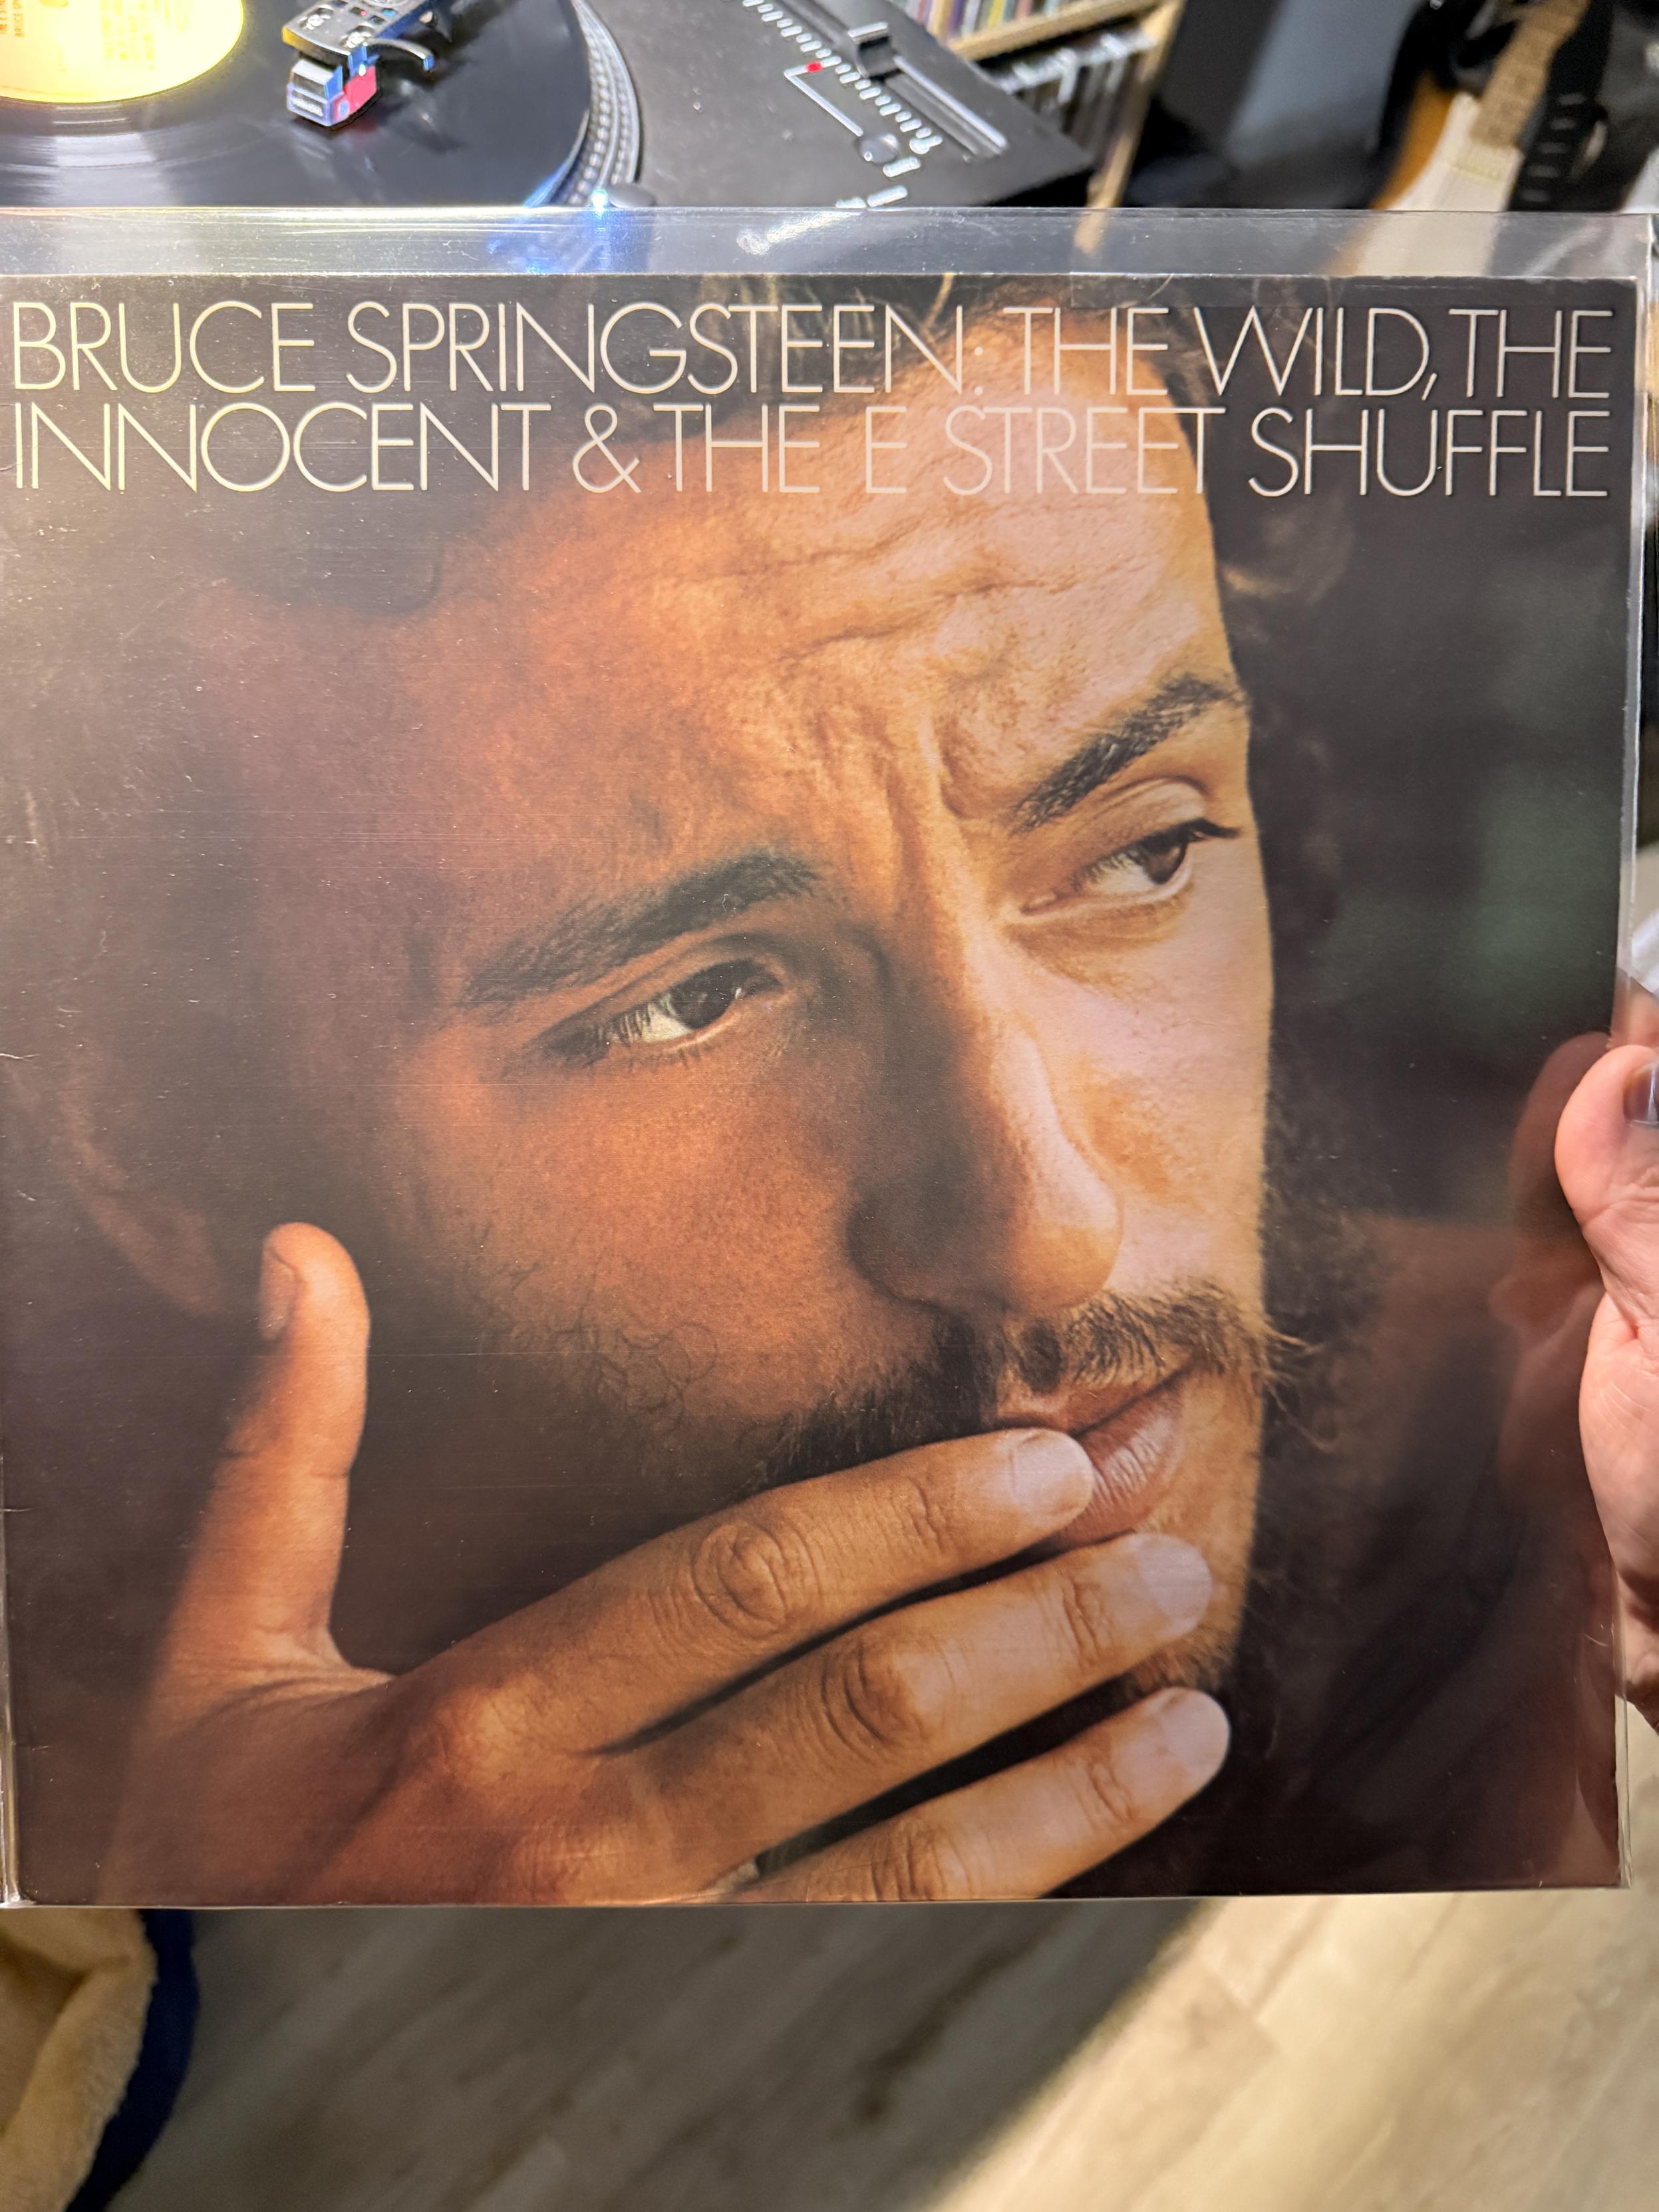 BRUCE SPRINGSTEEN: THE WILD, THE
INNOCENT & THE E STREET SHUFFLE